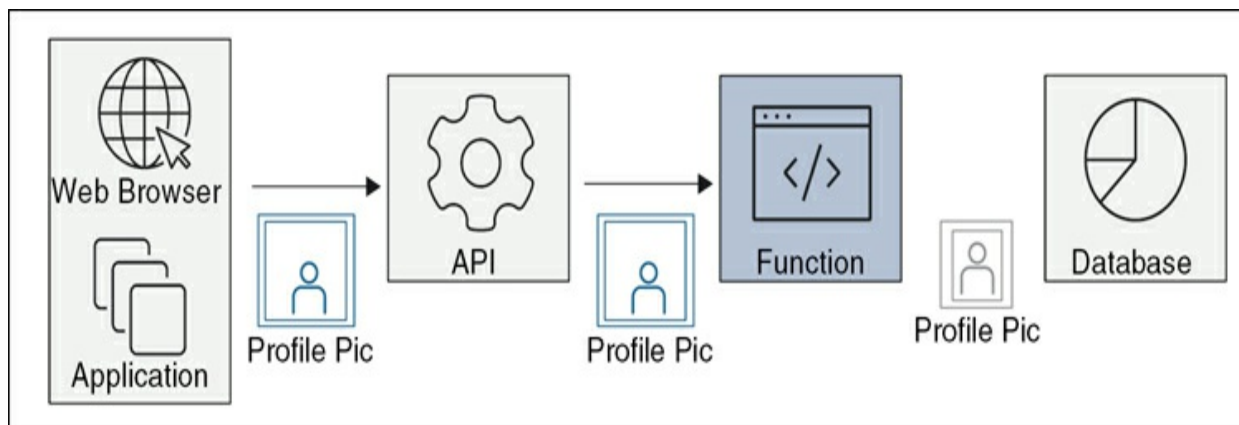 Web Browser
Application
Profile Pic
API
Profile Pic
</>
Function
Profile Pic
Database